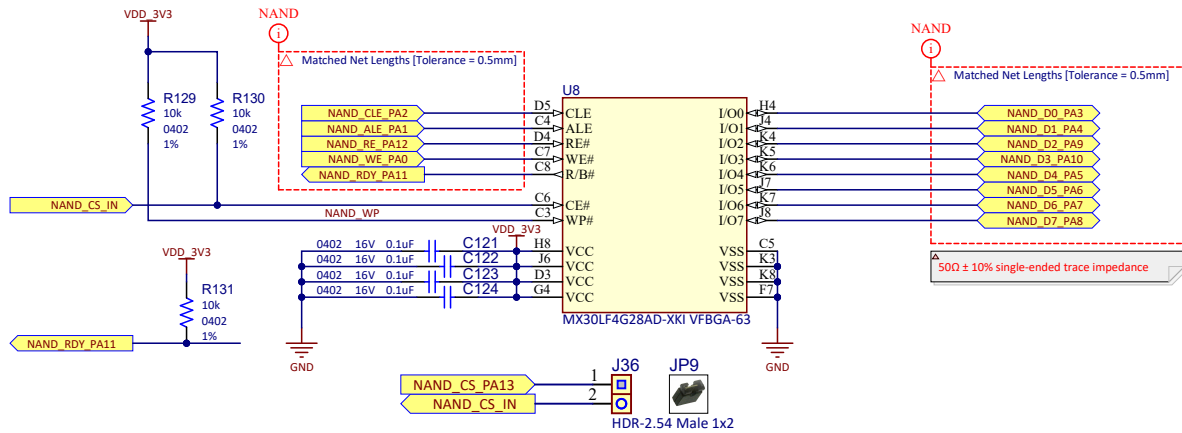 VDD_3V3
NAND
i
Matched Net Lengths [Tolerance = 0.5mm]
R129
10k
0402
1%
R130
10k
0402
1%
NAND_CLE_PA2
NAND_ALE_PA1
NAND_RE_PA12
NAND_WE_PA0
NAND_RDY_PA11
NAND_CS_IN
NAND_WP
U8
D5 CLE
C4 ALE
D4 RE#
C7 WE#
C8 R/B#
C6 CE#
C3 WP#
H8 VCC
J6 VCC
D3 VCC
G4 VCC
I/O0 H4
I/O1 J4
I/O2 K4
I/O3 K5
I/O4 K6
I/O5 J7
I/O6 K7
I/O7 J8
VSS C5
VSS K3
VSS K8
VSS F7
MX30LF4G28AD-XKI VFBGA-63
VDD_3V3
0402 16V 0.1uF C121
0402 16V 0.1uF C122
0402 16V 0.1uF C123
0402 16V 0.1uF C124
GND
GND
NAND
i
Matched Net Lengths [Tolerance = 0.5mm]
NAND_D0_PA3
NAND_D1_PA4
NAND_D2_PA9
NAND_D3_PA10
NAND_D4_PA5
NAND_D5_PA6
NAND_D6_PA7
NAND_D7_PA8
50Ω ± 10% single-ended trace impedance
VDD_3V3
R131
10k
0402
1%
NAND_RDY_PA11
J36
JP9
NAND_CS_PA13 1
NAND_CS_IN 2
HDR-2.54 Male 1x2